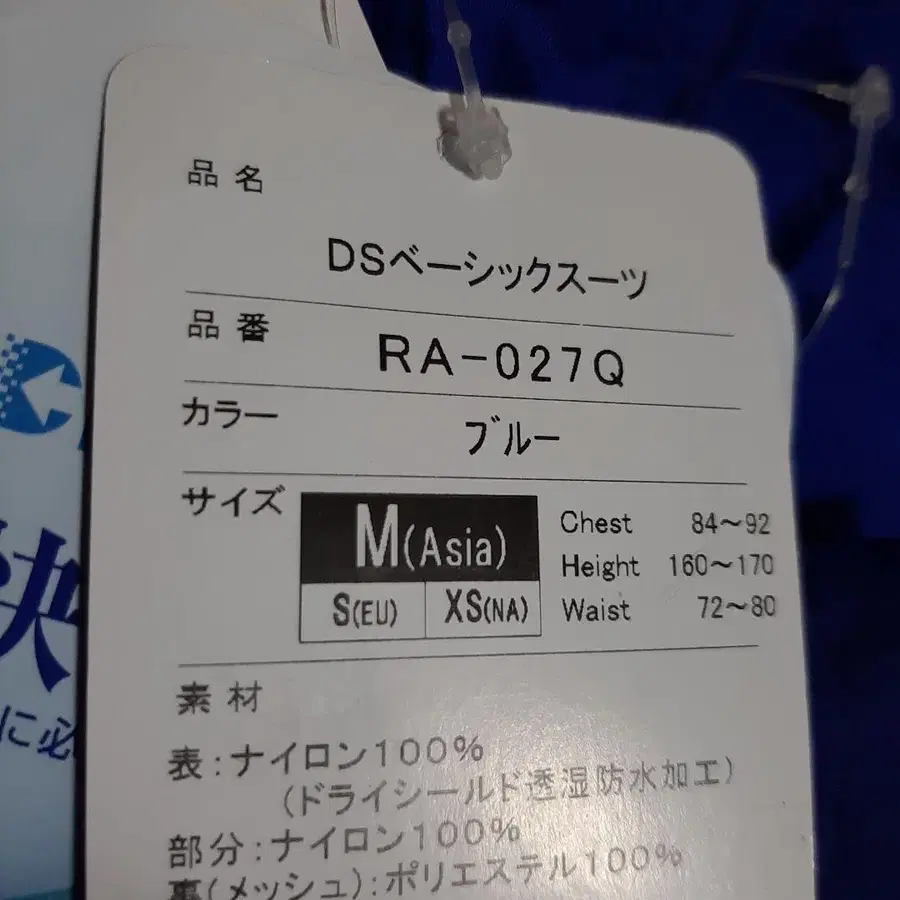 品名
DSベーシックスーツ
品番 RA-027Q
カラー ブルー
サイズ M(Asia) Chest 84～92
Height 160～170
S(EU) XS(NA) Waist 72～80
素材
表:ナイロン100%
(ドライシールド透湿防水加工)
部分:ナイロン100%
裏(メッシュ):ポリエステル100%
快
に必